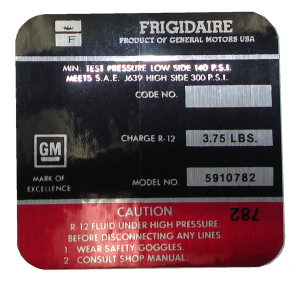 F
FRIGIDAIRE
PRODUCT OF GENERAL MOTORS USA
MIN. TEST PRESSURE LOW SIDE 140 P.S.I.
MEETS S.A.E. J639 HIGH SIDE 300 P.S.I.
CODE NO.
CHARGE R-12 3.75 LBS.
GM
MARK OF
EXCELLENCE
MODEL NO. 5910782
782
CAUTION
R-12 FLUID UNDER HIGH PRESSURE.
BEFORE DISCONNECTING ANY LINES.
1. WEAR SAFETY GOGGLES.
2. CONSULT SHOP MANUAL.